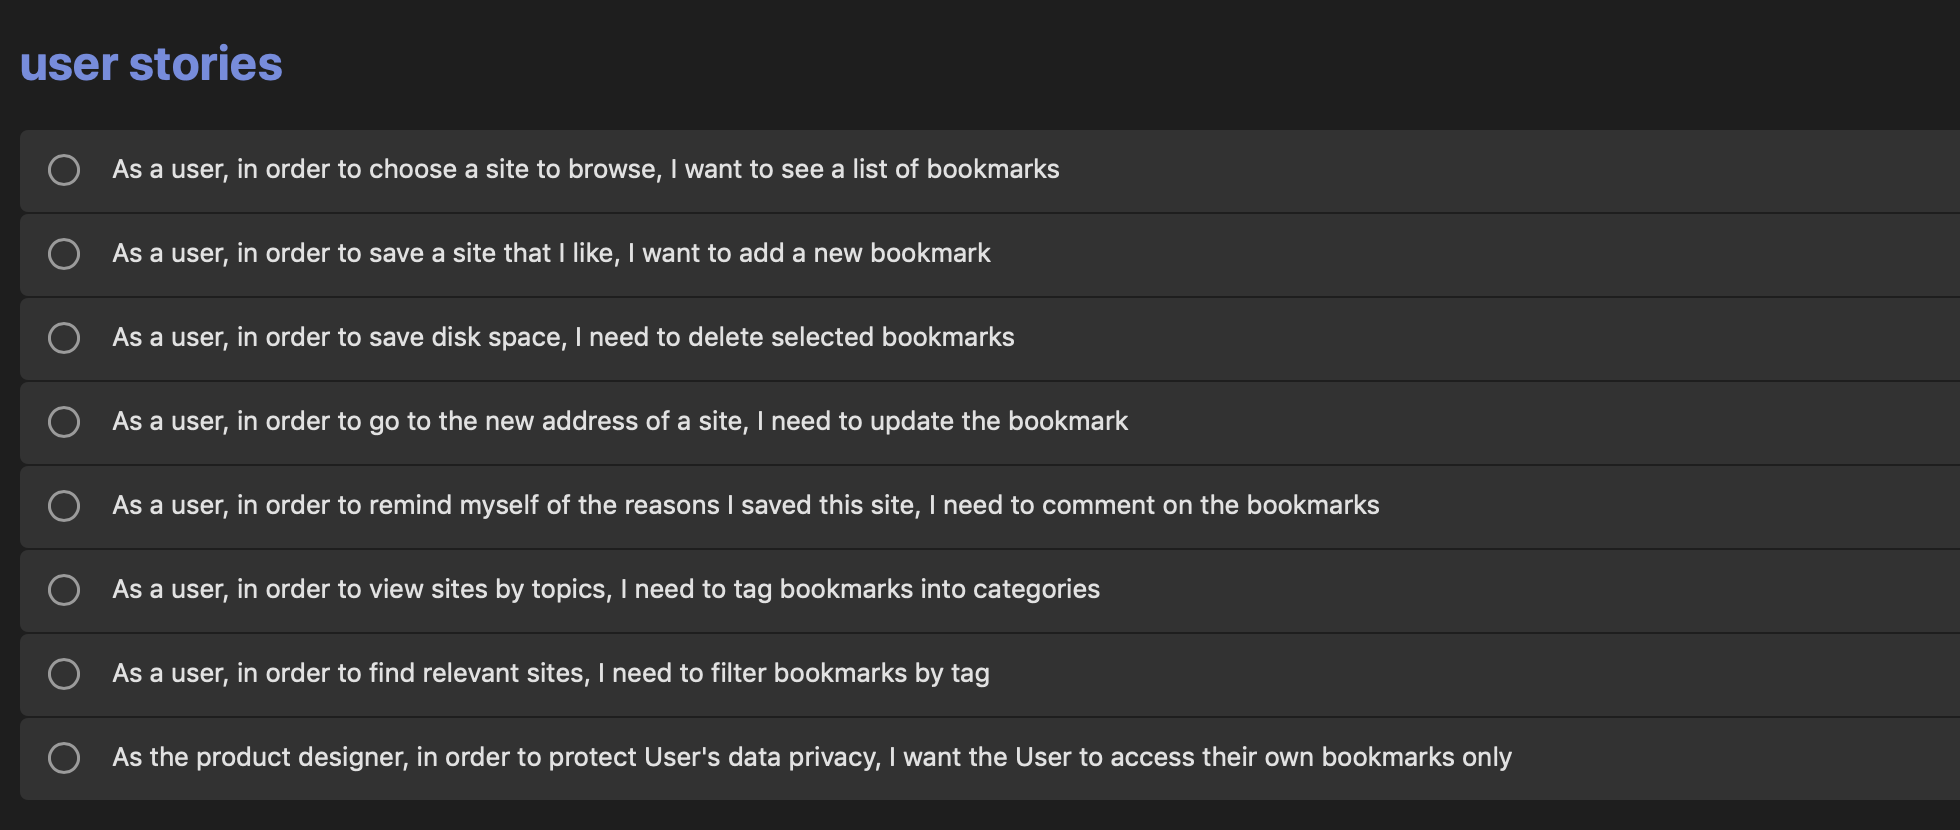 user stories
As a user, in order to choose a site to browse, I want to see a list of bookmarks
As a user, in order to save a site that I like, I want to add a new bookmark
As a user, in order to save disk space, I need to delete selected bookmarks
As a user, in order to go to the new address of a site, I need to update the bookmark
As a user, in order to remind myself of the reasons I saved this site, I need to comment on the bookmarks
As a user, in order to view sites by topics, I need to tag bookmarks into categories
As a user, in order to find relevant sites, I need to filter bookmarks by tag
As the product designer, in order to protect User's data privacy, I want the User to access their own bookmarks only